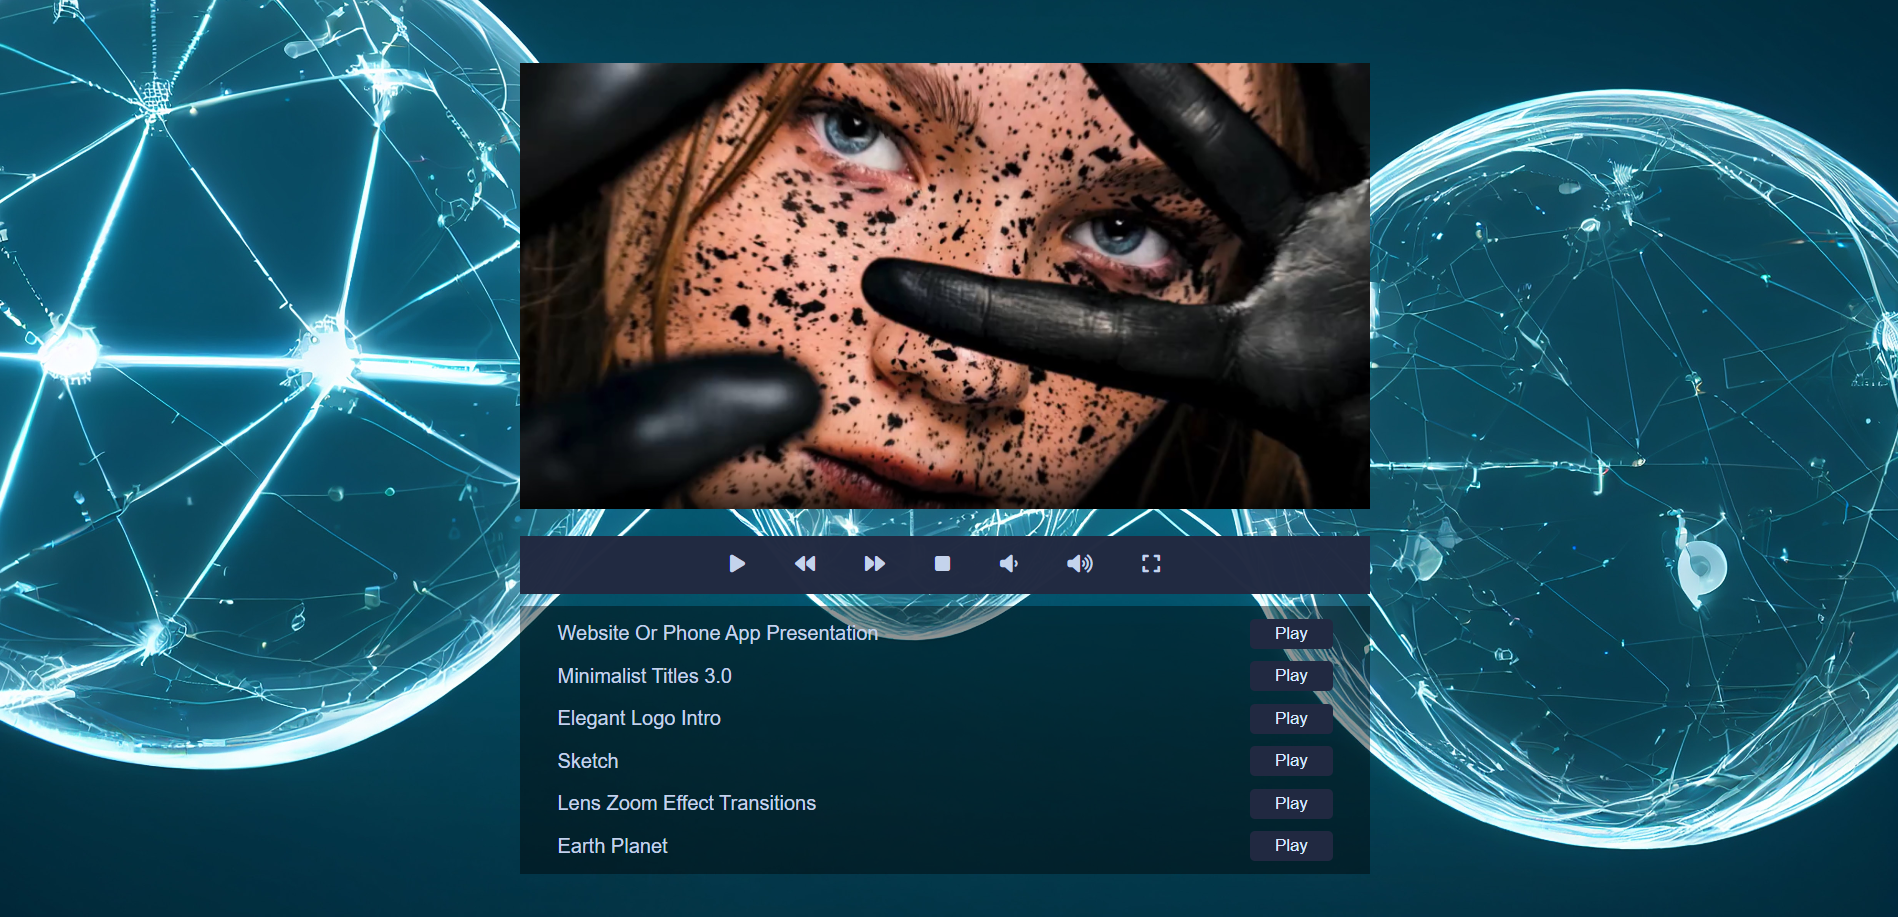 Website Or Phone App Presentation Play
Minimalist Titles 3.0 Play
Elegant Logo Intro Play
Sketch Play
Lens Zoom Effect Transitions Play
Earth Planet Play